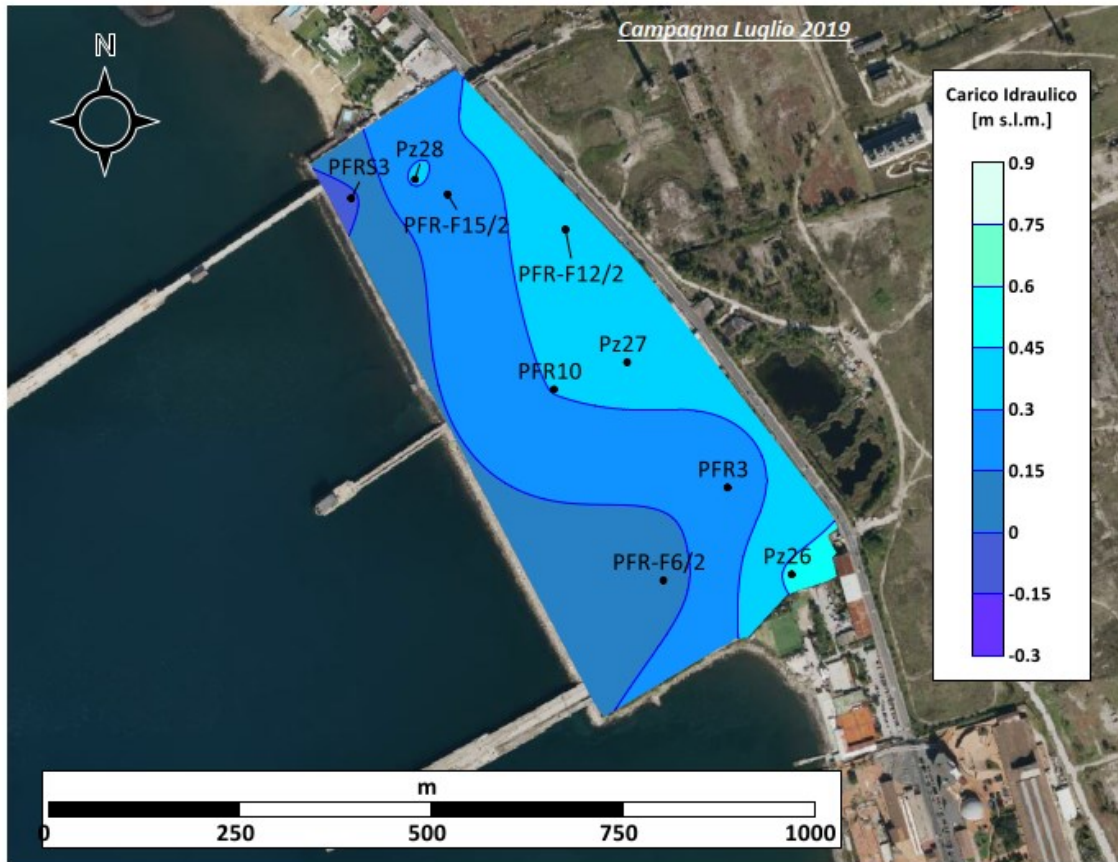 Campagna Luglio 2019
N
Carico Idraulico
[m s.l.m.]
0.9
0.75
0.6
0.45
0.3
0.15
0
-0.15
-0.3
Pz28
PFRS3
PFR-F15/2
PFR-F12/2
Pz27
PFR10
PFR3
PFR-F6/2
Pz26
m
0 250 500 750 1000